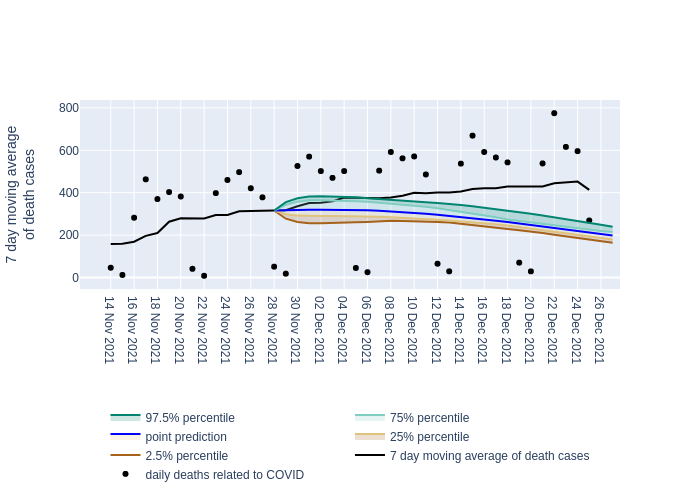 7 day moving average
of death cases
800
600
400
200
0
14 Nov 2021
16 Nov 2021
18 Nov 2021
20 Nov 2021
22 Nov 2021
24 Nov 2021
26 Nov 2021
28 Nov 2021
30 Nov 2021
02 Dec 2021
04 Dec 2021
06 Dec 2021
08 Dec 2021
10 Dec 2021
12 Dec 2021
14 Dec 2021
16 Dec 2021
18 Dec 2021
20 Dec 2021
22 Dec 2021
24 Dec 2021
26 Dec 2021
97.5% percentile
75% percentile
point prediction
25% percentile
2.5% percentile
7 day moving average of death cases
daily deaths related to COVID